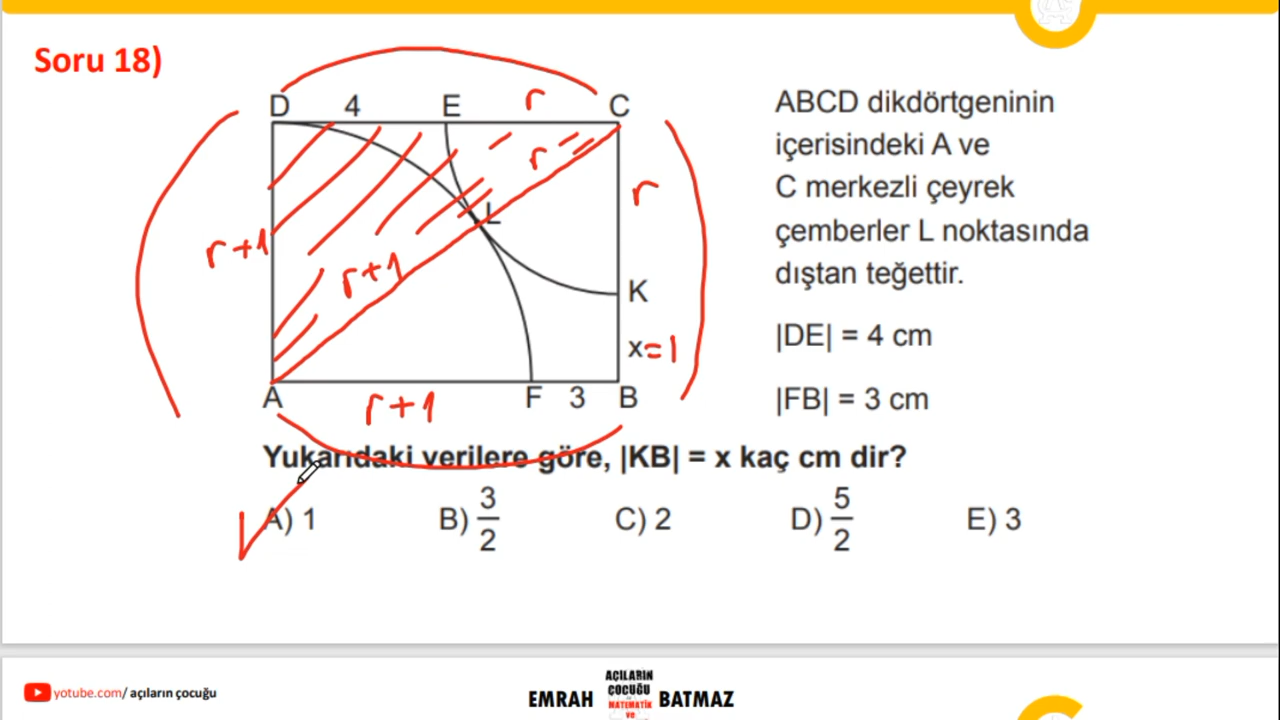 Soru 18)
D 4 E r C
ABCD dikdörtgeninin
içerisindeki A ve
C merkezli çeyrek
çemberler L noktasında
dıştan teğettir.
|DE| = 4 cm
|FB| = 3 cm
r
r
L
r+1
r+1
K
x=1
A r+1 F 3 B
Yukarıdaki verilere göre, |KB| = x kaç cm dir?
A) 1 B) 3/2 C) 2 D) 5/2 E) 3
yotube.com/ açıların çocuğu
EMRAH AÇILARIN ÇOCUĞU MATEMATİK ve BATMAZ